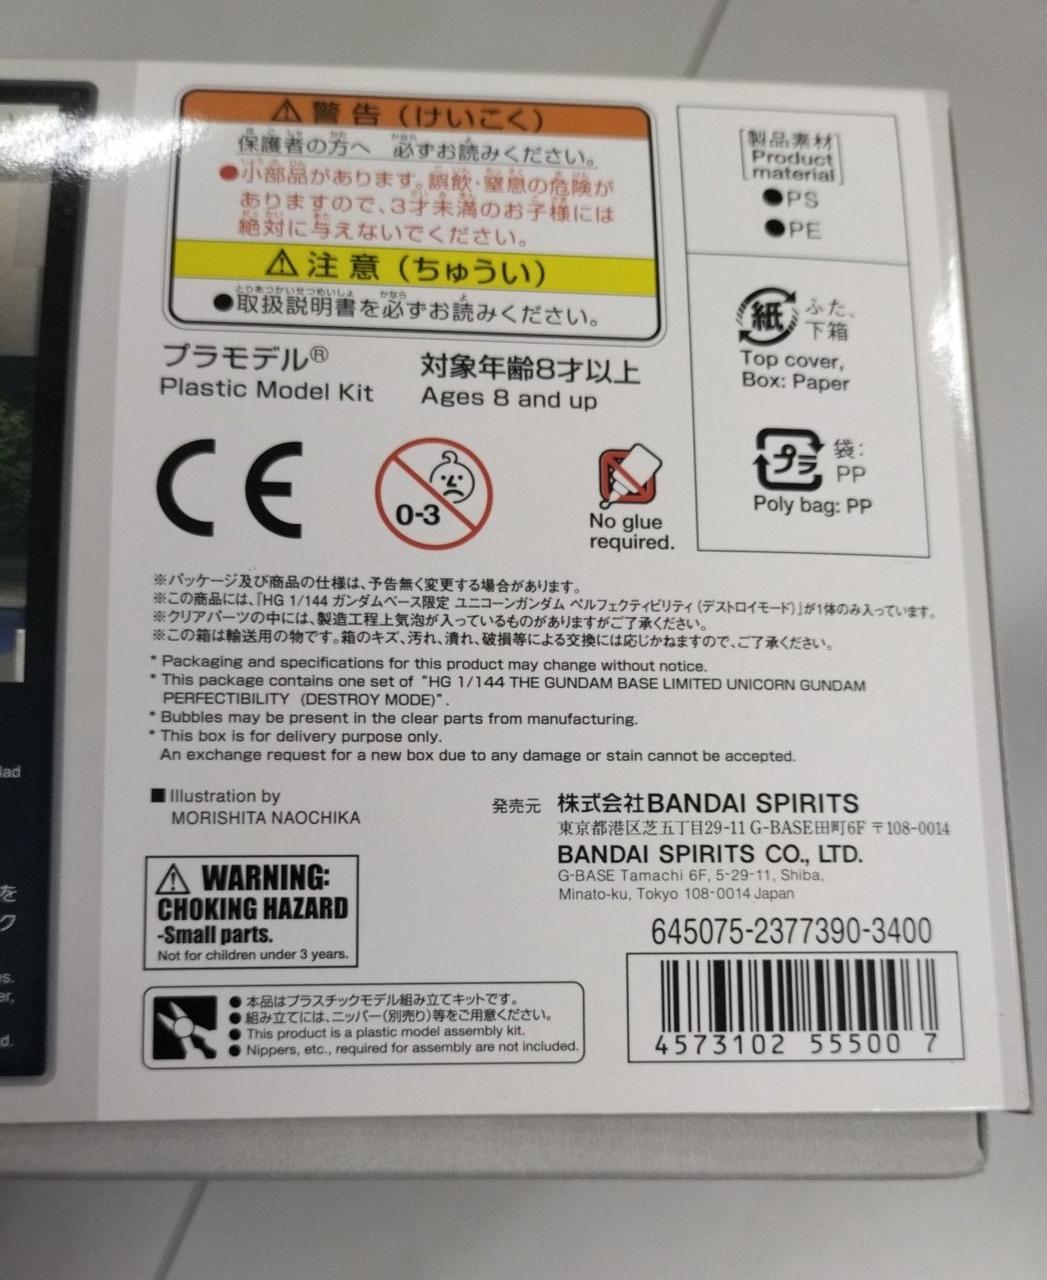 警告(けいこく)
保護者の方へ 必ずお読みください。
●小部品があります。誤飲・窒息の危険が
ありますので、3才未満のお子様には
絶対に与えないでください。
注意(ちゅうい)
●取扱説明書を必ずお読みください。
プラモデル®
Plastic Model Kit
対象年齢8才以上
Ages 8 and up
CE
0-3
No glue
required.
[製品素材
Product
material]
●PS
●PE
紙
ふた、
下箱
Top cover,
Box: Paper
プラ
袋:
PP
Poly bag: PP
※パッケージ及び商品の仕様は、予告無く変更する場合があります。
※この商品には、『HG 1/144 ガンダムベース限定 ユニコーンガンダム ペルフェクティビリティ(デストロイモード)』が1体のみ入っています。
※クリアパーツの中には、製造工程上気泡が入っているものがありますがご了承ください。
※この箱は輸送用の物です。箱のキズ、汚れ、潰れ、破損等による交換には応じかねますので、ご了承ください。
* Packaging and specifications for this product may change without notice.
* This package contains one set of "HG 1/144 THE GUNDAM BASE LIMITED UNICORN GUNDAM
PERFECTIBILITY (DESTROY MODE)".
* Bubbles may be present in the clear parts from manufacturing.
* This box is for delivery purpose only.
An exchange request for a new box due to any damage or stain cannot be accepted.
■ Illustration by
MORISHITA NAOCHIKA
発売元 株式会社BANDAI SPIRITS
東京都港区芝五丁目29-11 G-BASE田町6F 〒108-0014
BANDAI SPIRITS CO., LTD.
G-BASE Tamachi 6F, 5-29-11, Shiba,
Minato-ku, Tokyo 108-0014 Japan
WARNING:
CHOKING HAZARD
-Small parts.
Not for children under 3 years.
645075-2377390-3400
4573102 55500 7
● 本品はプラスチックモデル組み立てキットです。
● 組み立てには、ニッパー(別売り)等をご用意ください。
● This product is a plastic model assembly kit.
● Nippers, etc., required for assembly are not included.